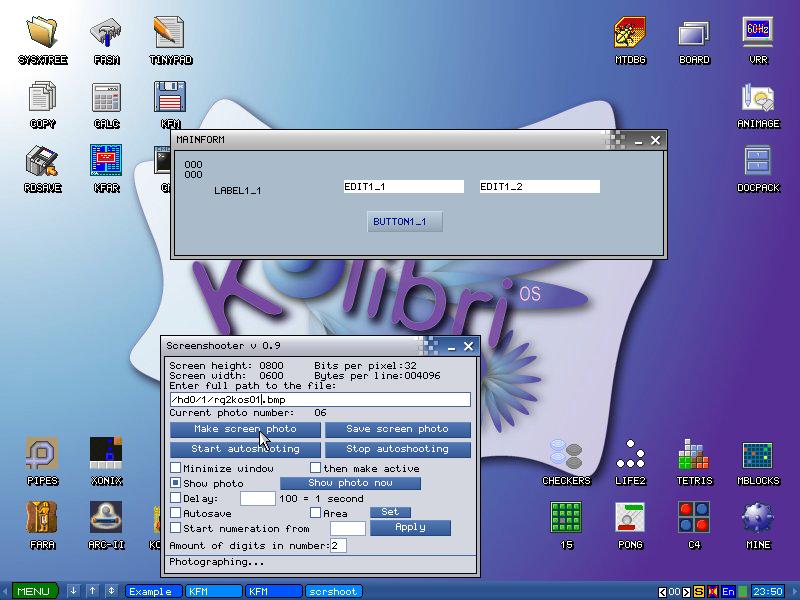 SYSXTREE FASM TINYPAD MTDBG BOARD VRR
COPY CALC KFM ANIMAGE
RDSAVE KFAR DOCPACK
MAINFORM
000
000
LABEL1_1 EDIT1_1 EDIT1_2
BUTTON1_1
Kolibri OS
Screenshooter v 0.9
Screen height: 0800 Bits per pixel:32
Screen width: 0600 Bytes per line:004096
Enter full path to the file:
/hd0/1/rq2kos01.bmp
Current photo number: 06
Make screen photo Save screen photo
Start autoshooting Stop autoshooting
Minimize window then make active
Show photo Show photo now
Delay: 100 = 1 second
Autosave Area Set
Start numeration from Apply
Amount of digits in number:2
Photographing...
PIPES XONIX CHECKERS LIFE2 TETRIS MBLOCKS
FARA ARC-II 15 PONG C4 MINE
MENU Example KFM KFM scrshoot 00 S En 23:50
60Hz